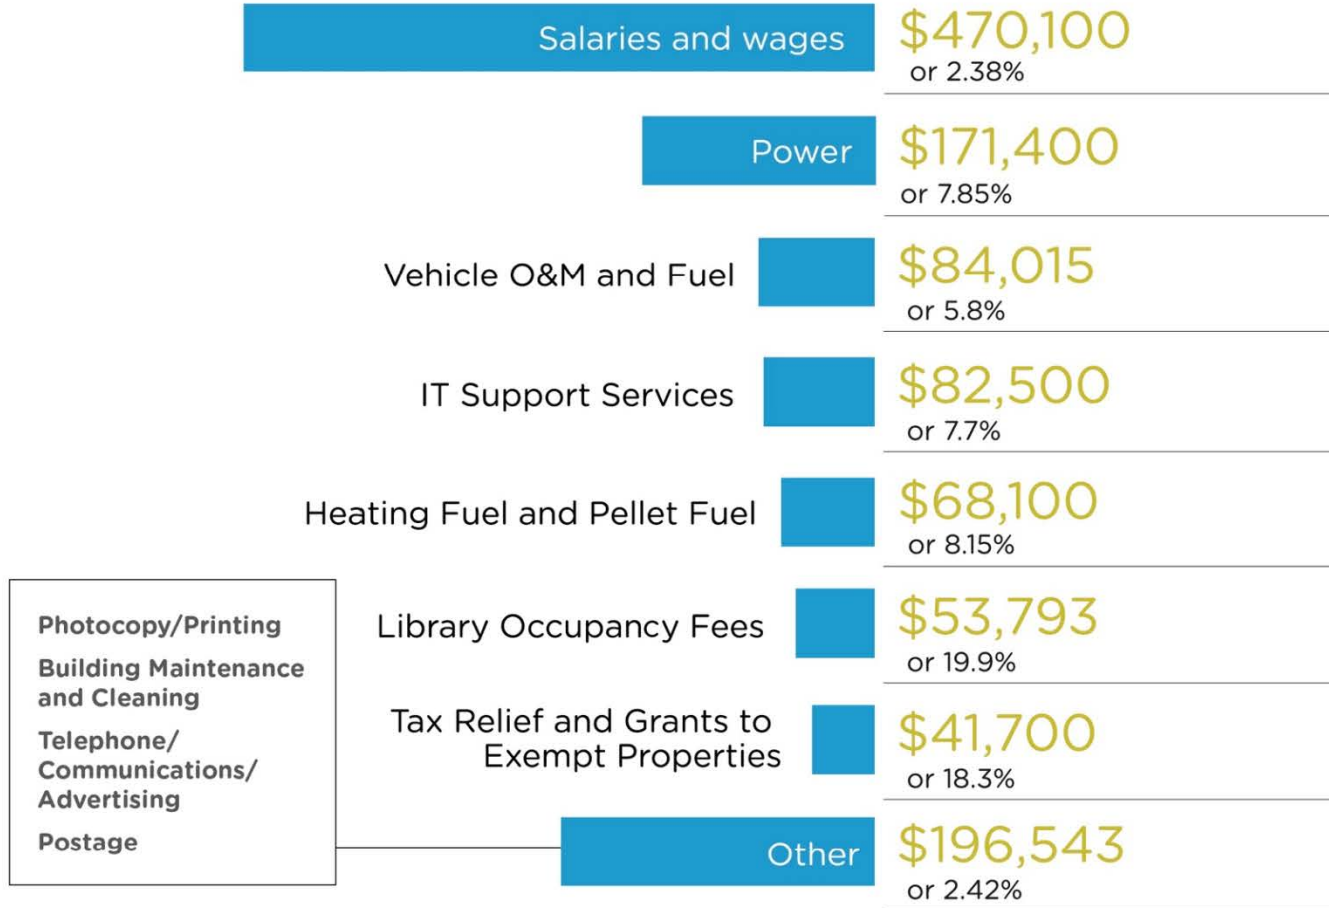 Salaries and wages
$470,100
or 2.38%
Power
$171,400
or 7.85%
Vehicle O&M and Fuel
$84,015
or 5.8%
IT Support Services
$82,500
or 7.7%
Heating Fuel and Pellet Fuel
$68,100
or 8.15%
Library Occupancy Fees
$53,793
or 19.9%
Tax Relief and Grants to
Exempt Properties
$41,700
or 18.3%
Other
$196,543
or 2.42%
Photocopy/Printing
Building Maintenance
and Cleaning
Telephone/
Communications/
Advertising
Postage